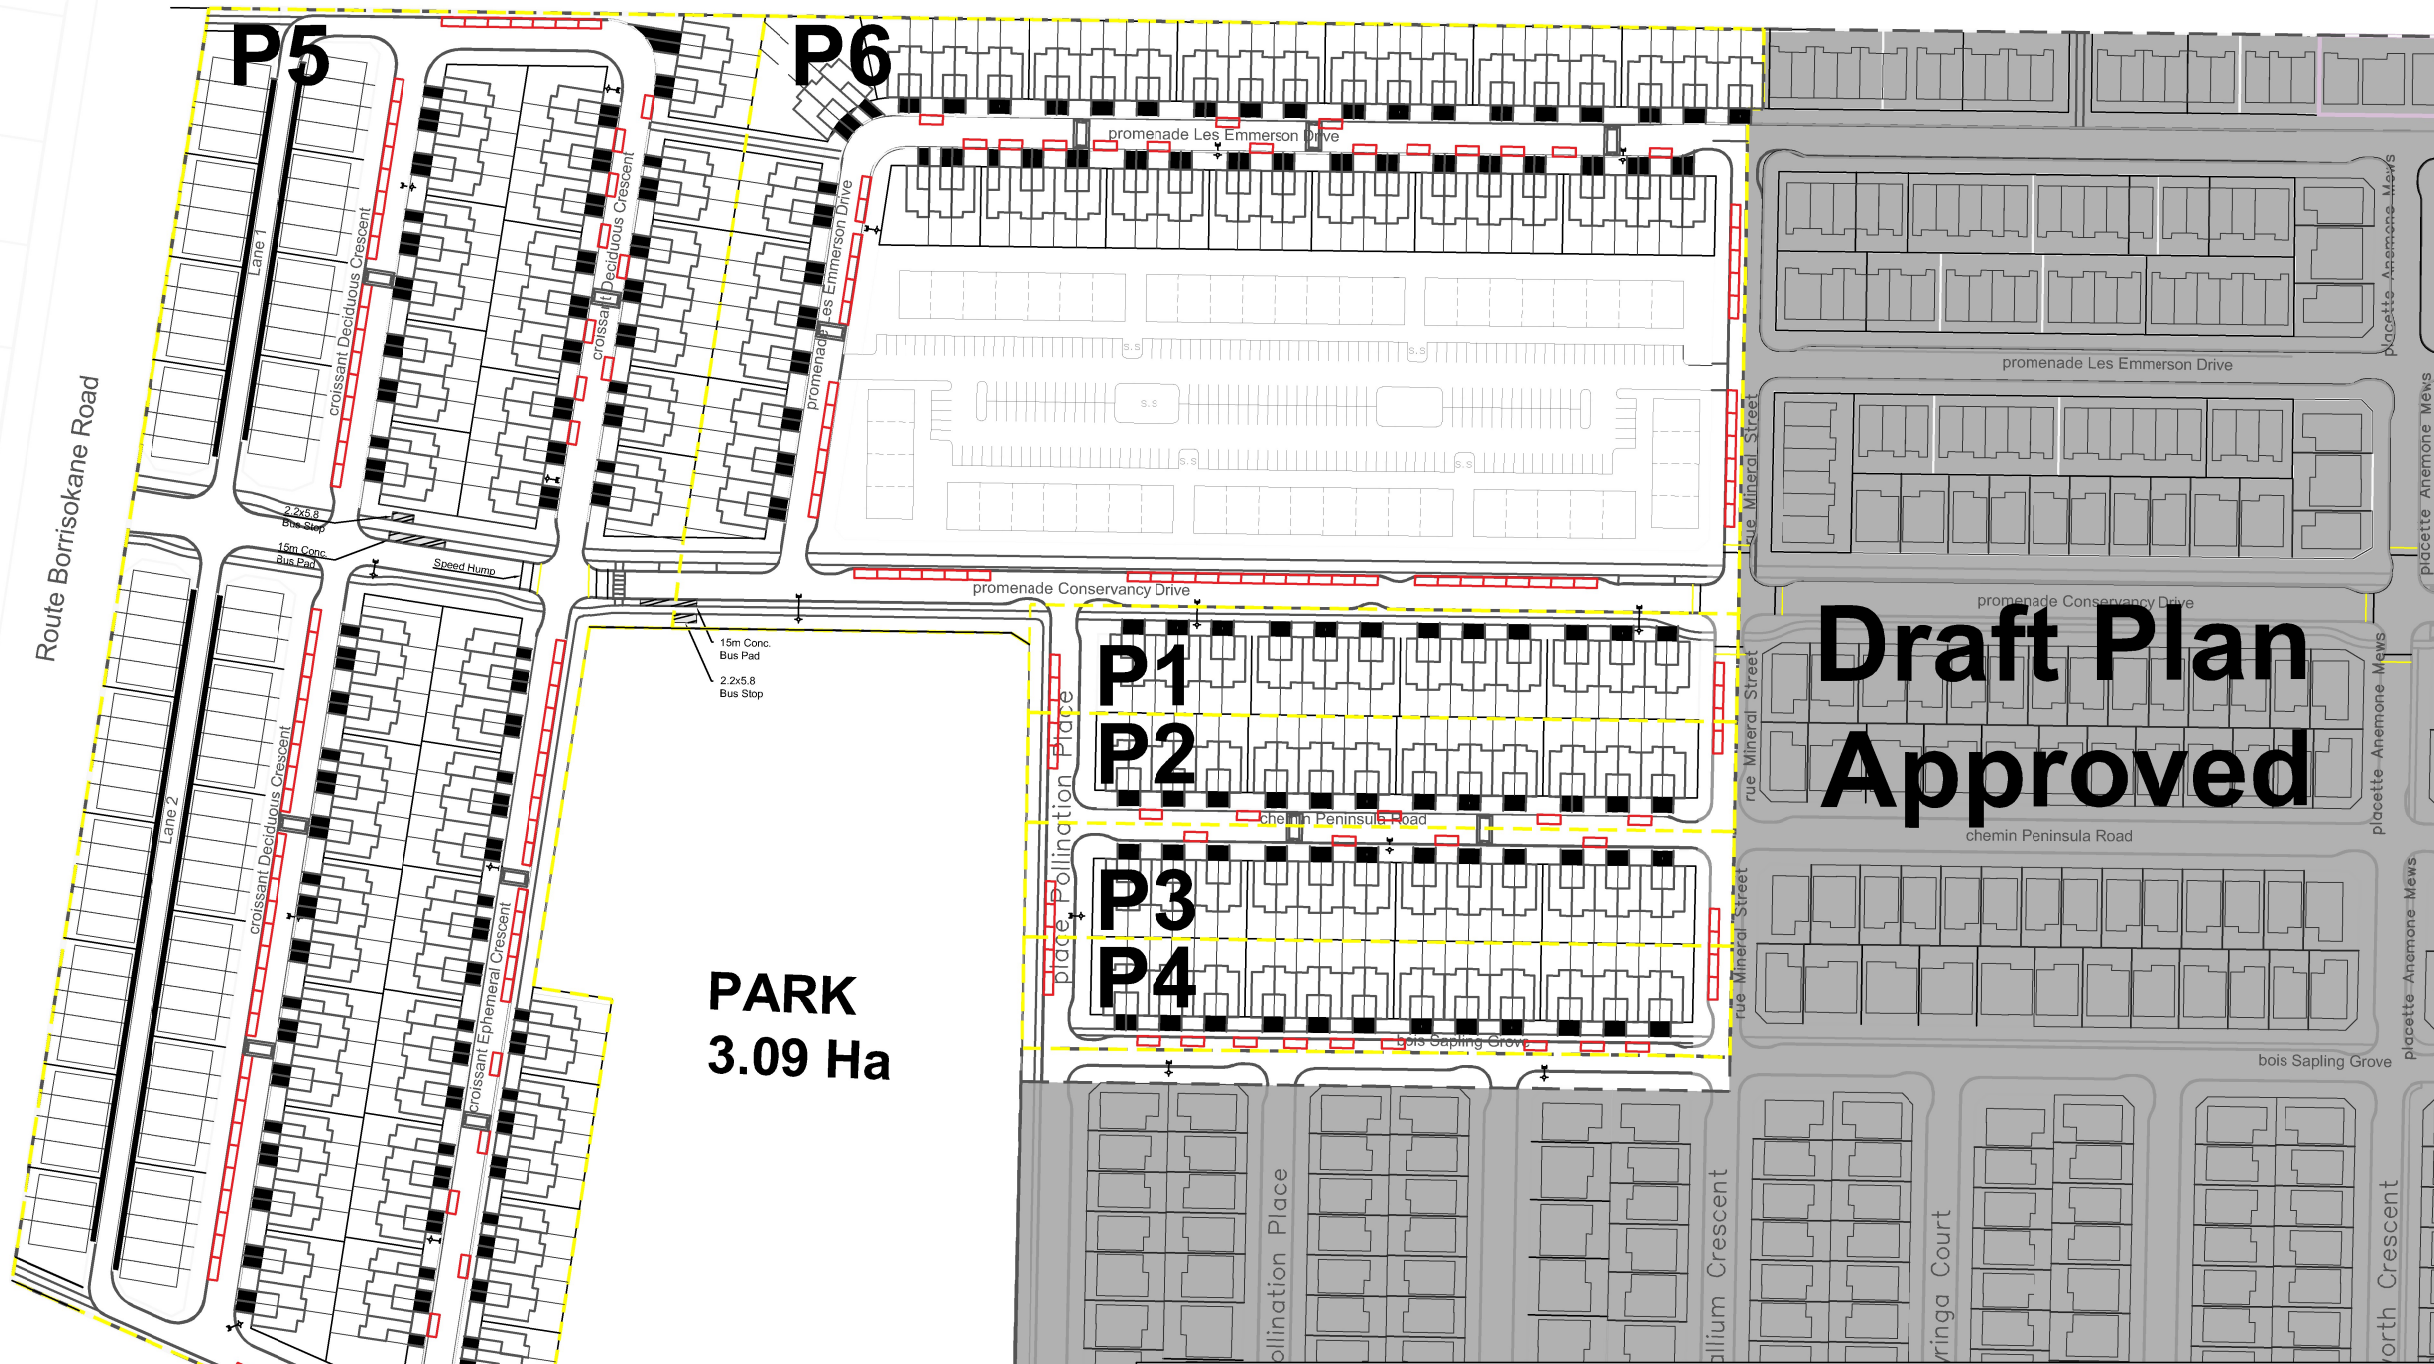 P5
P6
promenade Les Emmerson Drive
Lane 1
croissant Deciduous Crescent
croissant Deciduous Crescent
promenade Les Emmerson Drive
placette Anemone Mews
promenade Les Emmerson Drive
s.s
s.s
s.s
s.s
s.s
Route Borrisokane Road
rue Mineral Street
placette Anemone Mews
2.2x5.8
Bus Stop
15m Conc.
Bus Pad
Speed Hump
promenade Conservancy Drive
promenade Conservancy Drive
15m Conc.
Bus Pad
2.2x5.8
Bus Stop
P1
P2
place Pollination Place
rue Mineral Street
Draft Plan
Approved
placette Anemone Mews
Lane 2
croissant Deciduous Crescent
chemin Peninsula Road
chemin Peninsula Road
P3
P4
rue Mineral Street
placette Anemone Mews
croissant Ephemeral Crescent
PARK
3.09 Ha
bois Sapling Grove
bois Sapling Grove
ollination Place
allium Crescent
yringa Court
orth Crescent